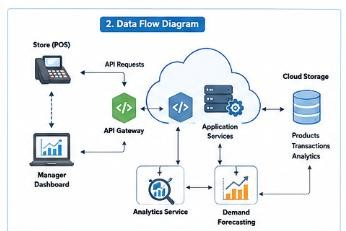 2. Data Flow Diagram
Store (POS)
API Requests
Cloud Storage
API Gateway
Application
Services
Products
Transactions
Analytics
Manager
Dashboard
Analytics Service
Demand
Forecasting